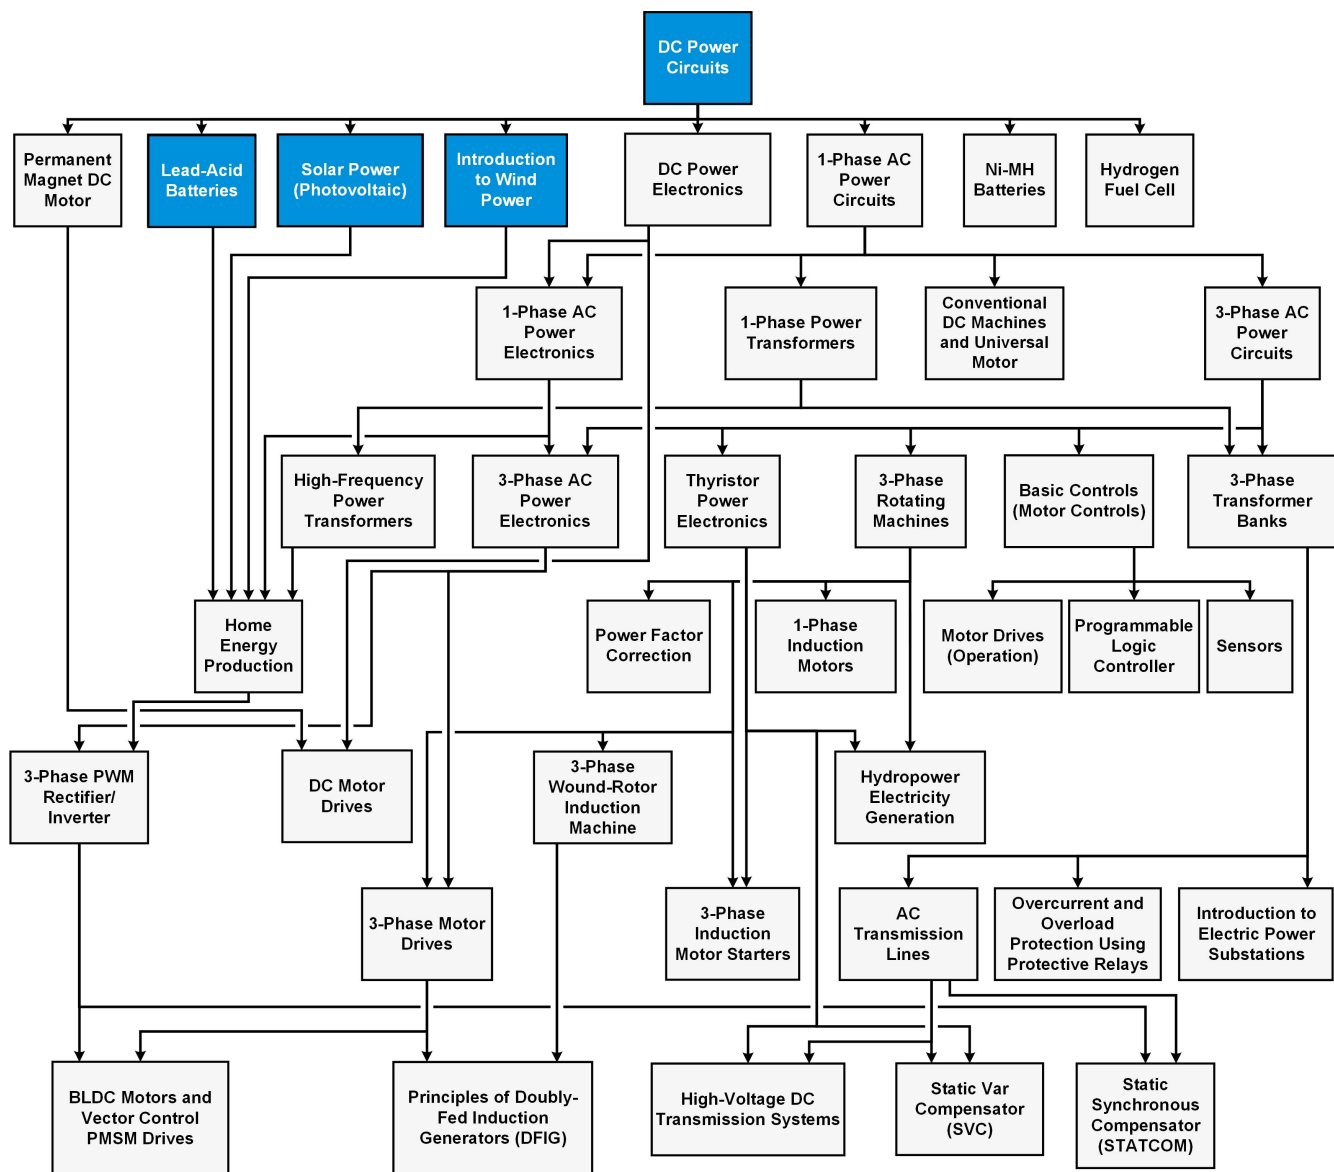 DC Power
Circuits
Permanent
Magnet DC
Motor
Lead-Acid
Batteries
Solar Power
(Photovoltaic)
Introduction
to Wind
Power
DC Power
Electronics
1-Phase AC
Power
Circuits
Ni-MH
Batteries
Hydrogen
Fuel Cell
1-Phase AC
Power
Electronics
1-Phase Power
Transformers
Conventional
DC Machines
and Universal
Motor
3-Phase AC
Power
Circuits
High-Frequency
Power
Transformers
3-Phase AC
Power
Electronics
Thyristor
Power
Electronics
3-Phase
Rotating
Machines
Basic Controls
(Motor Controls)
3-Phase
Transformer
Banks
Home
Energy
Production
Power Factor
Correction
1-Phase
Induction
Motors
Motor Drives
(Operation)
Programmable
Logic
Controller
Sensors
3-Phase PWM
Rectifier/
Inverter
DC Motor
Drives
3-Phase
Wound-Rotor
Induction
Machine
Hydropower
Electricity
Generation
3-Phase Motor
Drives
3-Phase
Induction
Motor Starters
AC
Transmission
Lines
Overcurrent and
Overload
Protection Using
Protective Relays
Introduction to
Electric Power
Substations
BLDC Motors and
Vector Control
PMSM Drives
Principles of Doubly-
Fed Induction
Generators (DFIG)
High-Voltage DC
Transmission Systems
Static Var
Compensator
(SVC)
Static
Synchronous
Compensator
(STATCOM)